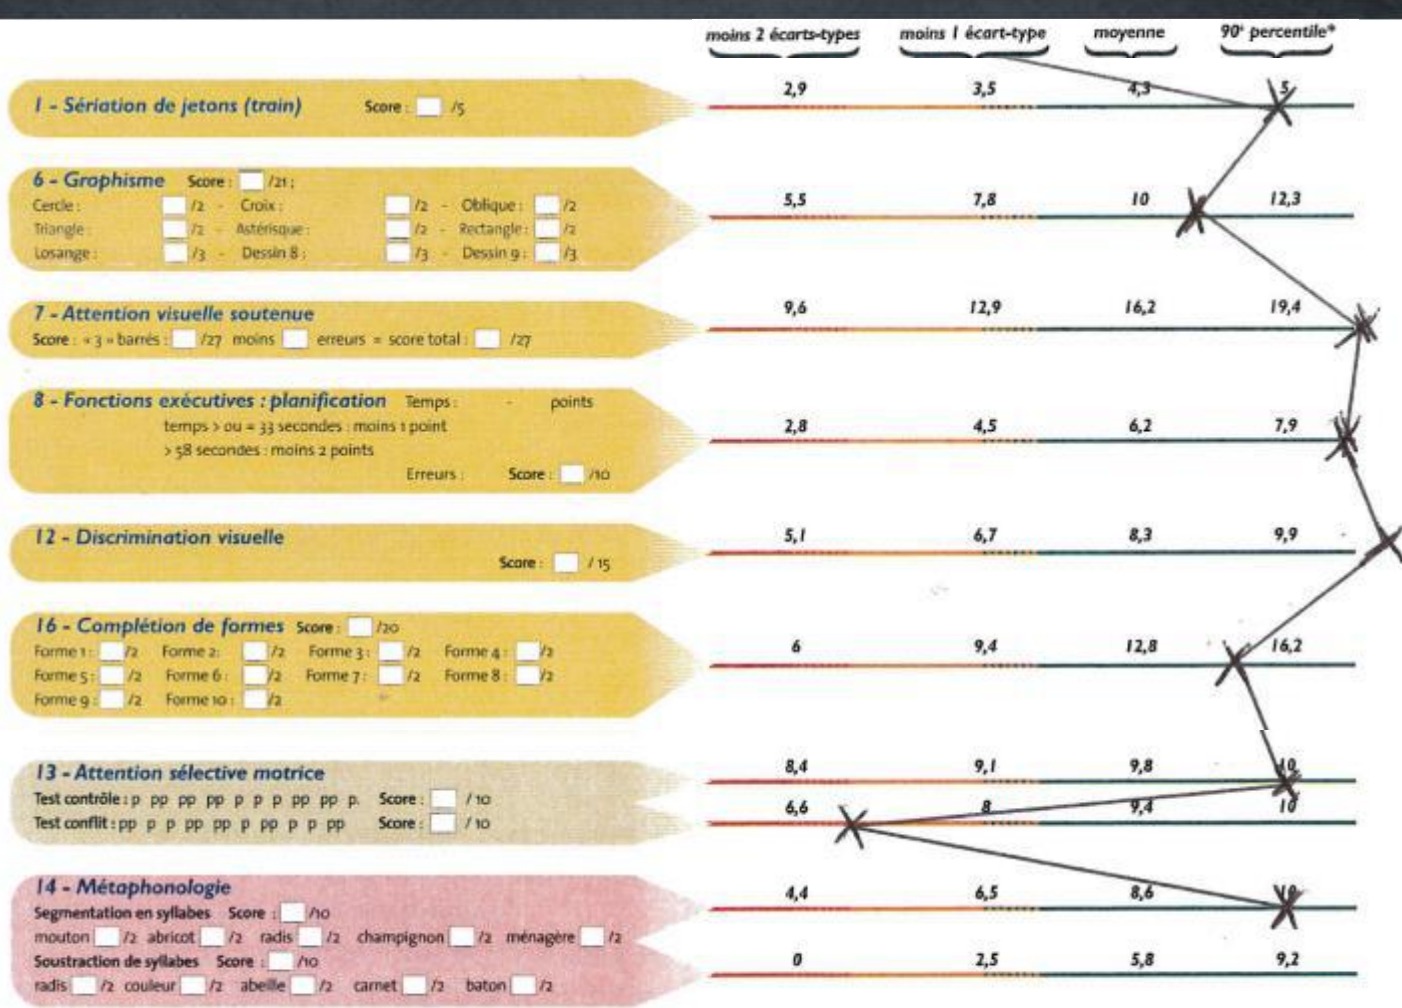 moins 2 écarts-types moins 1 écart-type moyenne 90e percentile*
1 - Sériation de jetons (train) Score : /5 2,9 3,5 4,3 5
6 - Graphisme Score : /21 ; 5,5 7,8 10 12,3
Cercle : /2 - Croix : /2 - Oblique : /2
Triangle : /2 - Astérisque : /2 - Rectangle : /2
Losange : /3 - Dessin 8 : /3 - Dessin 9 : /3
7 - Attention visuelle soutenue 9,6 12,9 16,2 19,4
Score : « 3 » barrés : /27 moins erreurs = score total : /27
8 - Fonctions exécutives : planification Temps : - points
temps > ou = 33 secondes : moins 1 point 2,8 4,5 6,2 7,9
> 58 secondes : moins 2 points
Erreurs : Score : /10
12 - Discrimination visuelle 5,1 6,7 8,3 9,9
Score : / 15
16 - Complétion de formes Score : /20
Forme 1 : /2 Forme 2: /2 Forme 3 : /2 Forme 4 : /2 6 9,4 12,8 16,2
Forme 5 : /2 Forme 6 : /2 Forme 7 : /2 Forme 8 : /2
Forme 9 : /2 Forme 10 : /2
13 - Attention sélective motrice 8,4 9,1 9,8 10
Test contrôle : p pp pp pp p p p pp pp p. Score : / 10
Test conflit : pp p p pp pp p pp p p pp Score : / 10 6,6 8 9,4 10
14 - Métaphonologie 4,4 6,5 8,6 10
Segmentation en syllabes Score : /10
mouton /2 abricot /2 radis /2 champignon /2 ménagère /2
Soustraction de syllabes Score : /10 0 2,5 5,8 9,2
radis /2 couleur /2 abeille /2 carnet /2 baton /2